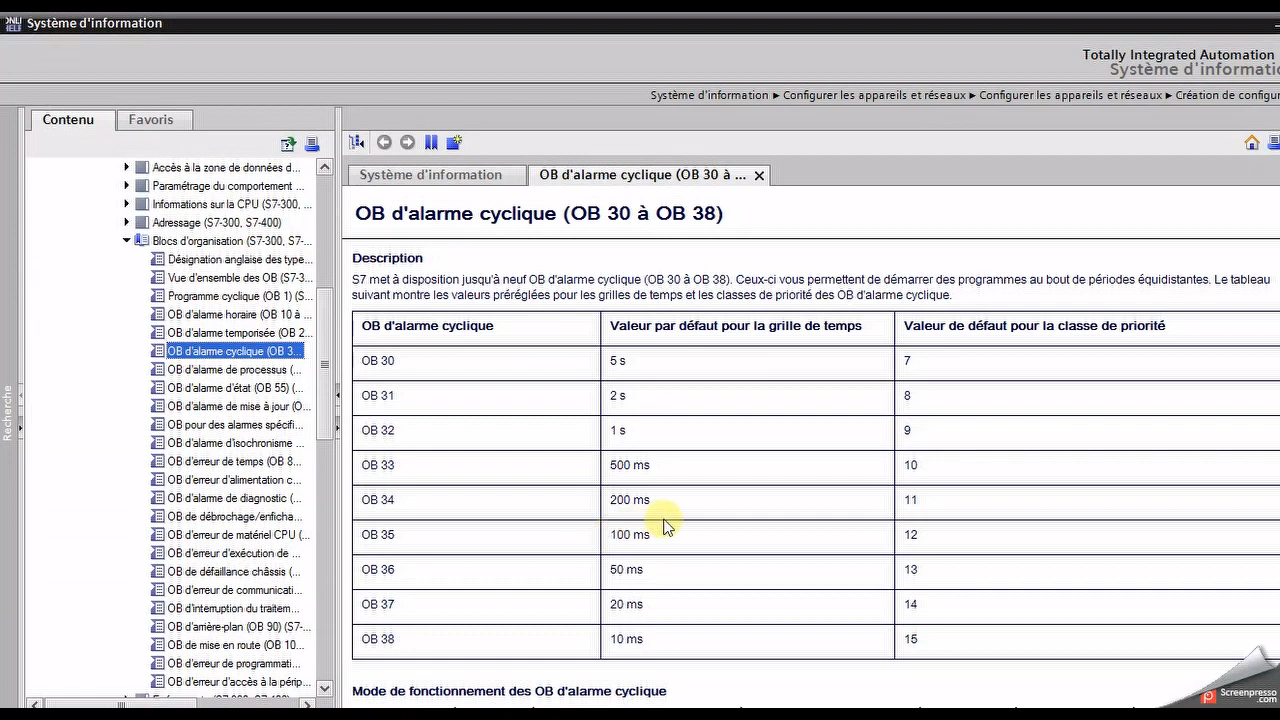 ONLI
HELP
Système d'information
Totally Integrated Automation
Système d'informatio
Système d'information ▸ Configurer les appareils et réseaux ▸ Configurer les appareils et réseaux ▸ Création de configur
Contenu
Favoris
Accès à la zone de données d...
Paramétrage du comportement ...
Informations sur la CPU (S7-300, ...
Adressage (S7-300, S7-400)
Blocs d'organisation (S7-300, S7-...
Désignation anglaise des type...
Vue d'ensemble des OB (S7-3...
Programme cyclique (OB 1) (S...
OB d'alarme horaire (OB 10 à ...
OB d'alarme temporisée (OB 2...
OB d'alarme cyclique (OB 3...
OB d'alarme de processus (...
OB d'alarme d'état (OB 55) (...
OB d'alarme de mise à jour (O...
OB pour des alarmes spécifi...
OB d'alarme d'isochronisme ...
OB d'erreur de temps (OB 8...
OB d'erreur d'alimentation c...
OB d'alarme de diagnostic (...
OB de débrochage/enficha...
OB d'erreur de matériel CPU (...
OB d'erreur d'exécution de ...
OB de défaillance châssis (...
OB d'erreur de communicati...
OB d'interruption du traitem...
OB d'arrière-plan (OB 90) (S7-...
OB de mise en route (OB 10...
OB d'erreur de programmati...
OB d'erreur d'accès à la périp...
Recherche
Système d'information
OB d'alarme cyclique (OB 30 à ...
OB d'alarme cyclique (OB 30 à OB 38)
Description
S7 met à disposition jusqu'à neuf OB d'alarme cyclique (OB 30 à OB 38). Ceux-ci vous permettent de démarrer des programmes au bout de périodes équidistantes. Le tableau
suivant montre les valeurs préréglées pour les grilles de temps et les classes de priorité des OB d'alarme cyclique.
OB d'alarme cyclique Valeur par défaut pour la grille de temps Valeur de défaut pour la classe de priorité
OB 30 5 s 7
OB 31 2 s 8
OB 32 1 s 9
OB 33 500 ms 10
OB 34 200 ms 11
OB 35 100 ms 12
OB 36 50 ms 13
OB 37 20 ms 14
OB 38 10 ms 15
Mode de fonctionnement des OB d'alarme cyclique
Screenpresso
.com